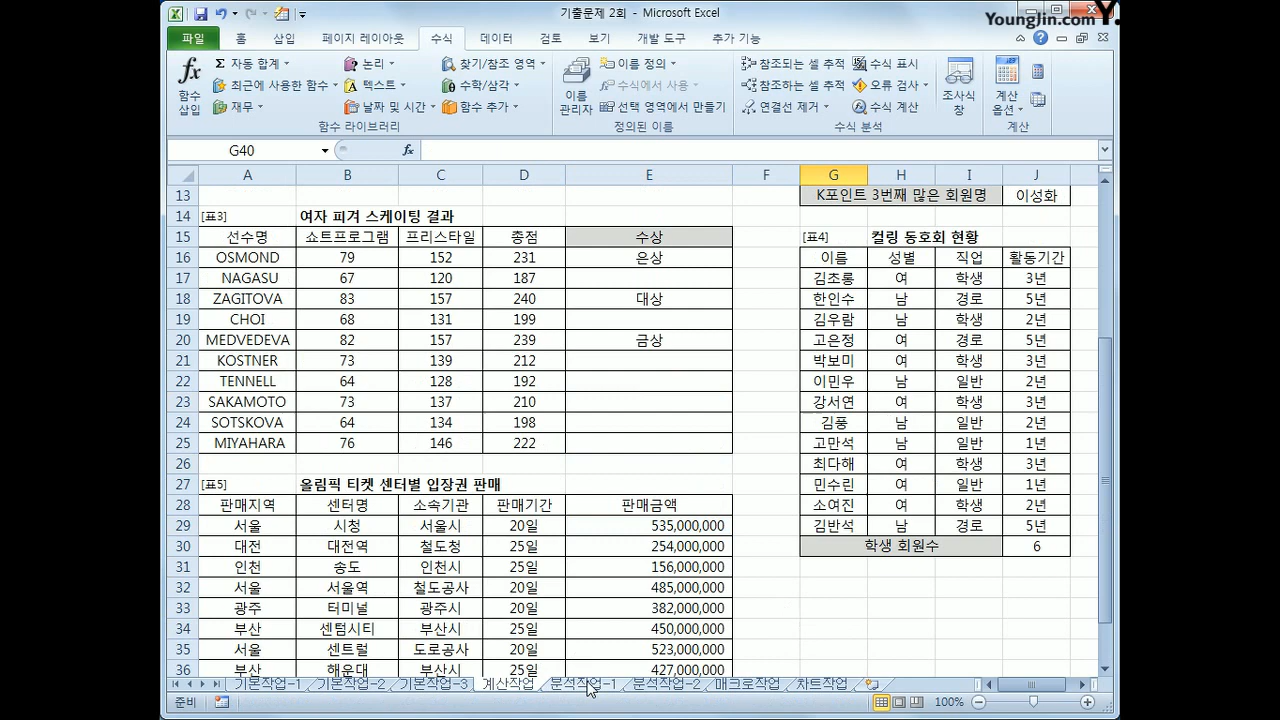 기출문제 2회 - Microsoft Excel
YoungJin.com Y.
파일 홈 삽입 페이지 레이아웃 수식 데이터 검토 보기 개발 도구 추가 기능
fx 함수 삽입
Σ 자동 합계 논리 찾기/참조 영역
최근에 사용한 함수 텍스트 수학/삼각
재무 날짜 및 시간 함수 추가
함수 라이브러리
이름 관리자 이름 정의
수식에서 사용
선택 영역에서 만들기
정의된 이름
참조되는 셀 추적 수식 표시
참조하는 셀 추적 오류 검사
연결선 제거 수식 계산
수식 분석
조사식 창
계산 옵션
계산
G40 fx
A B C D E F G H I J
13 K포인트 3번째 많은 회원명 이성화
14 [표3] 여자 피겨 스케이팅 결과
15 선수명 쇼트프로그램 프리스타일 총점 수상 [표4] 컬링 동호회 현황
16 OSMOND 79 152 231 은상 이름 성별 직업 활동기간
17 NAGASU 67 120 187 김초롱 여 학생 3년
18 ZAGITOVA 83 157 240 대상 한인수 남 경로 5년
19 CHOI 68 131 199 김우람 남 학생 2년
20 MEDVEDEVA 82 157 239 금상 고은정 여 경로 5년
21 KOSTNER 73 139 212 박보미 여 학생 3년
22 TENNELL 64 128 192 이민우 남 일반 2년
23 SAKAMOTO 73 137 210 강서연 여 학생 3년
24 SOTSKOVA 64 134 198 김풍 남 일반 2년
25 MIYAHARA 76 146 222 고만석 남 일반 1년
26 최다해 여 학생 3년
27 [표5] 올림픽 티켓 센터별 입장권 판매 민수린 여 일반 1년
28 판매지역 센터명 소속기관 판매기간 판매금액 소여진 여 학생 2년
29 서울 시청 서울시 20일 535,000,000 김반석 남 경로 5년
30 대전 대전역 철도청 25일 254,000,000 학생 회원수 6
31 인천 송도 인천시 25일 156,000,000
32 서울 서울역 철도공사 20일 485,000,000
33 광주 터미널 광주시 20일 382,000,000
34 부산 센텀시티 부산시 25일 450,000,000
35 서울 센트럴 도로공사 20일 523,000,000
36 부산 해운대 부산시 25일 427,000,000
기본작업-1 기본작업-2 기본작업-3 계산작업 분석작업-1 분석작업-2 매크로작업 차트작업
준비 100%